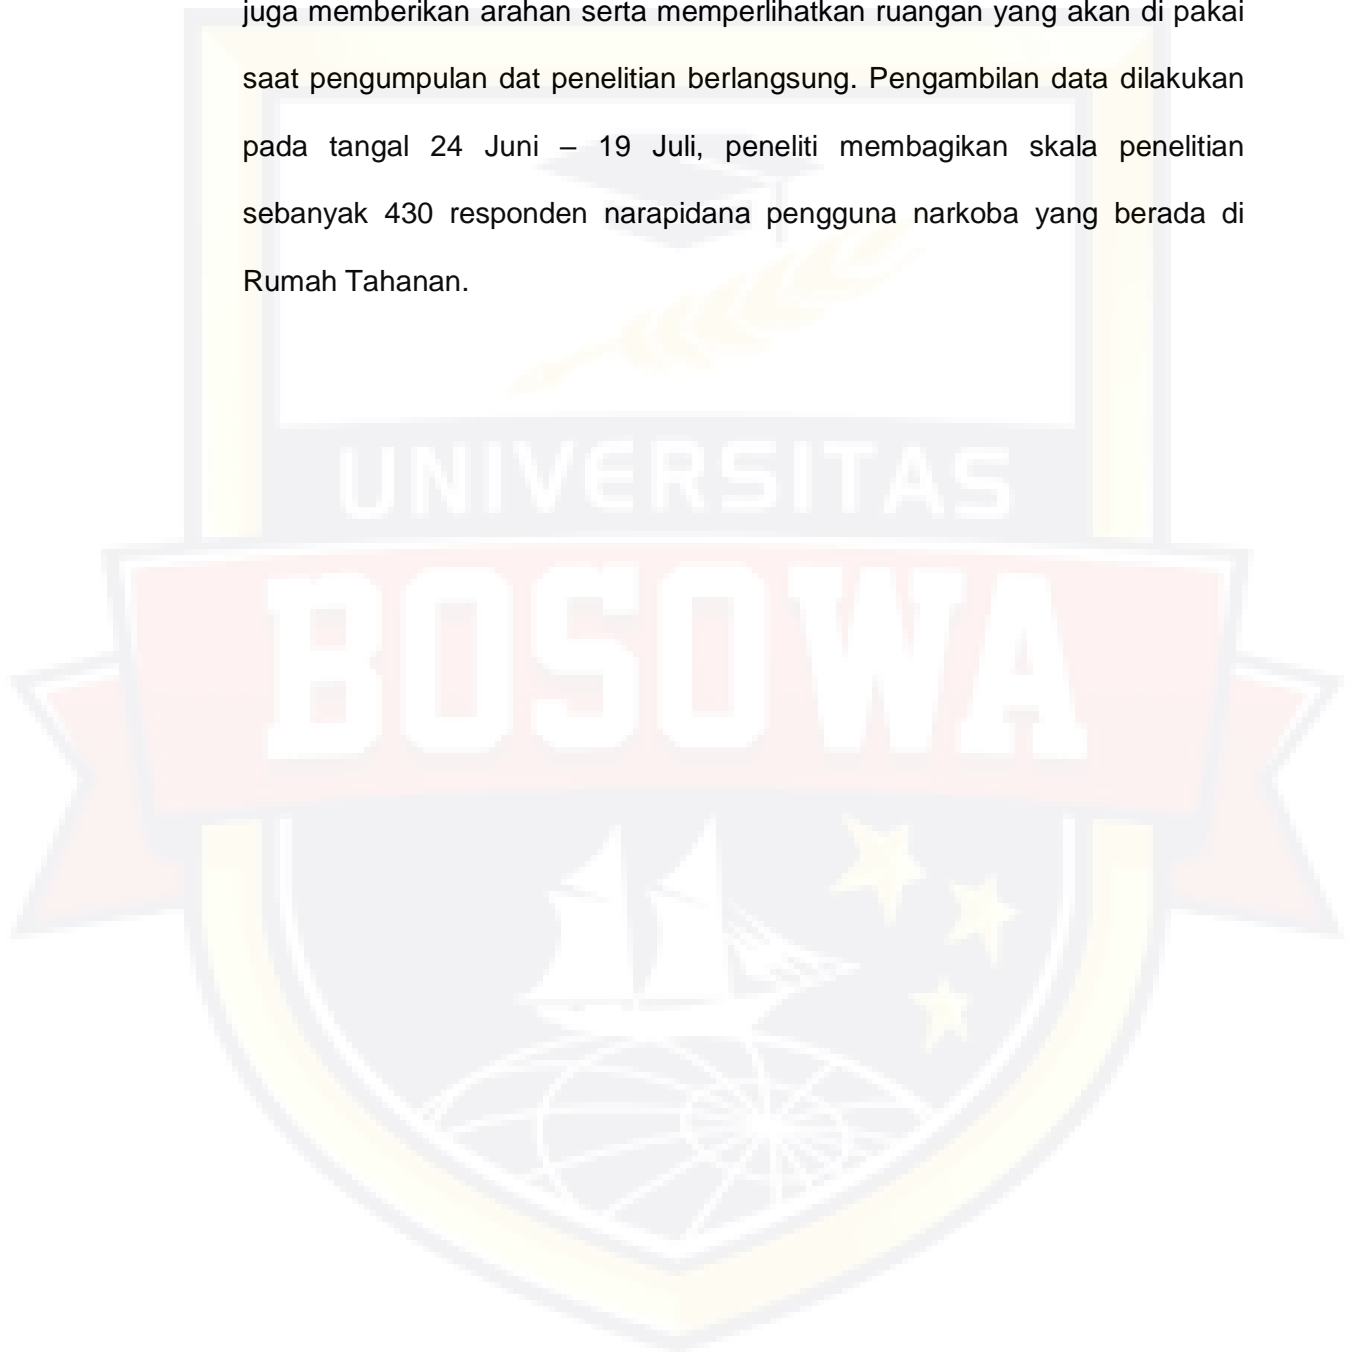 juga memberikan arahan serta memperlihatkan ruangan yang akan di pakai
saat pengumpulan dat penelitian berlangsung. Pengambilan data dilakukan
pada tangal 24 Juni – 19 Juli, peneliti membagikan skala penelitian
sebanyak 430 responden narapidana pengguna narkoba yang berada di
Rumah Tahanan.
UNIVERSITAS
BOSOWA